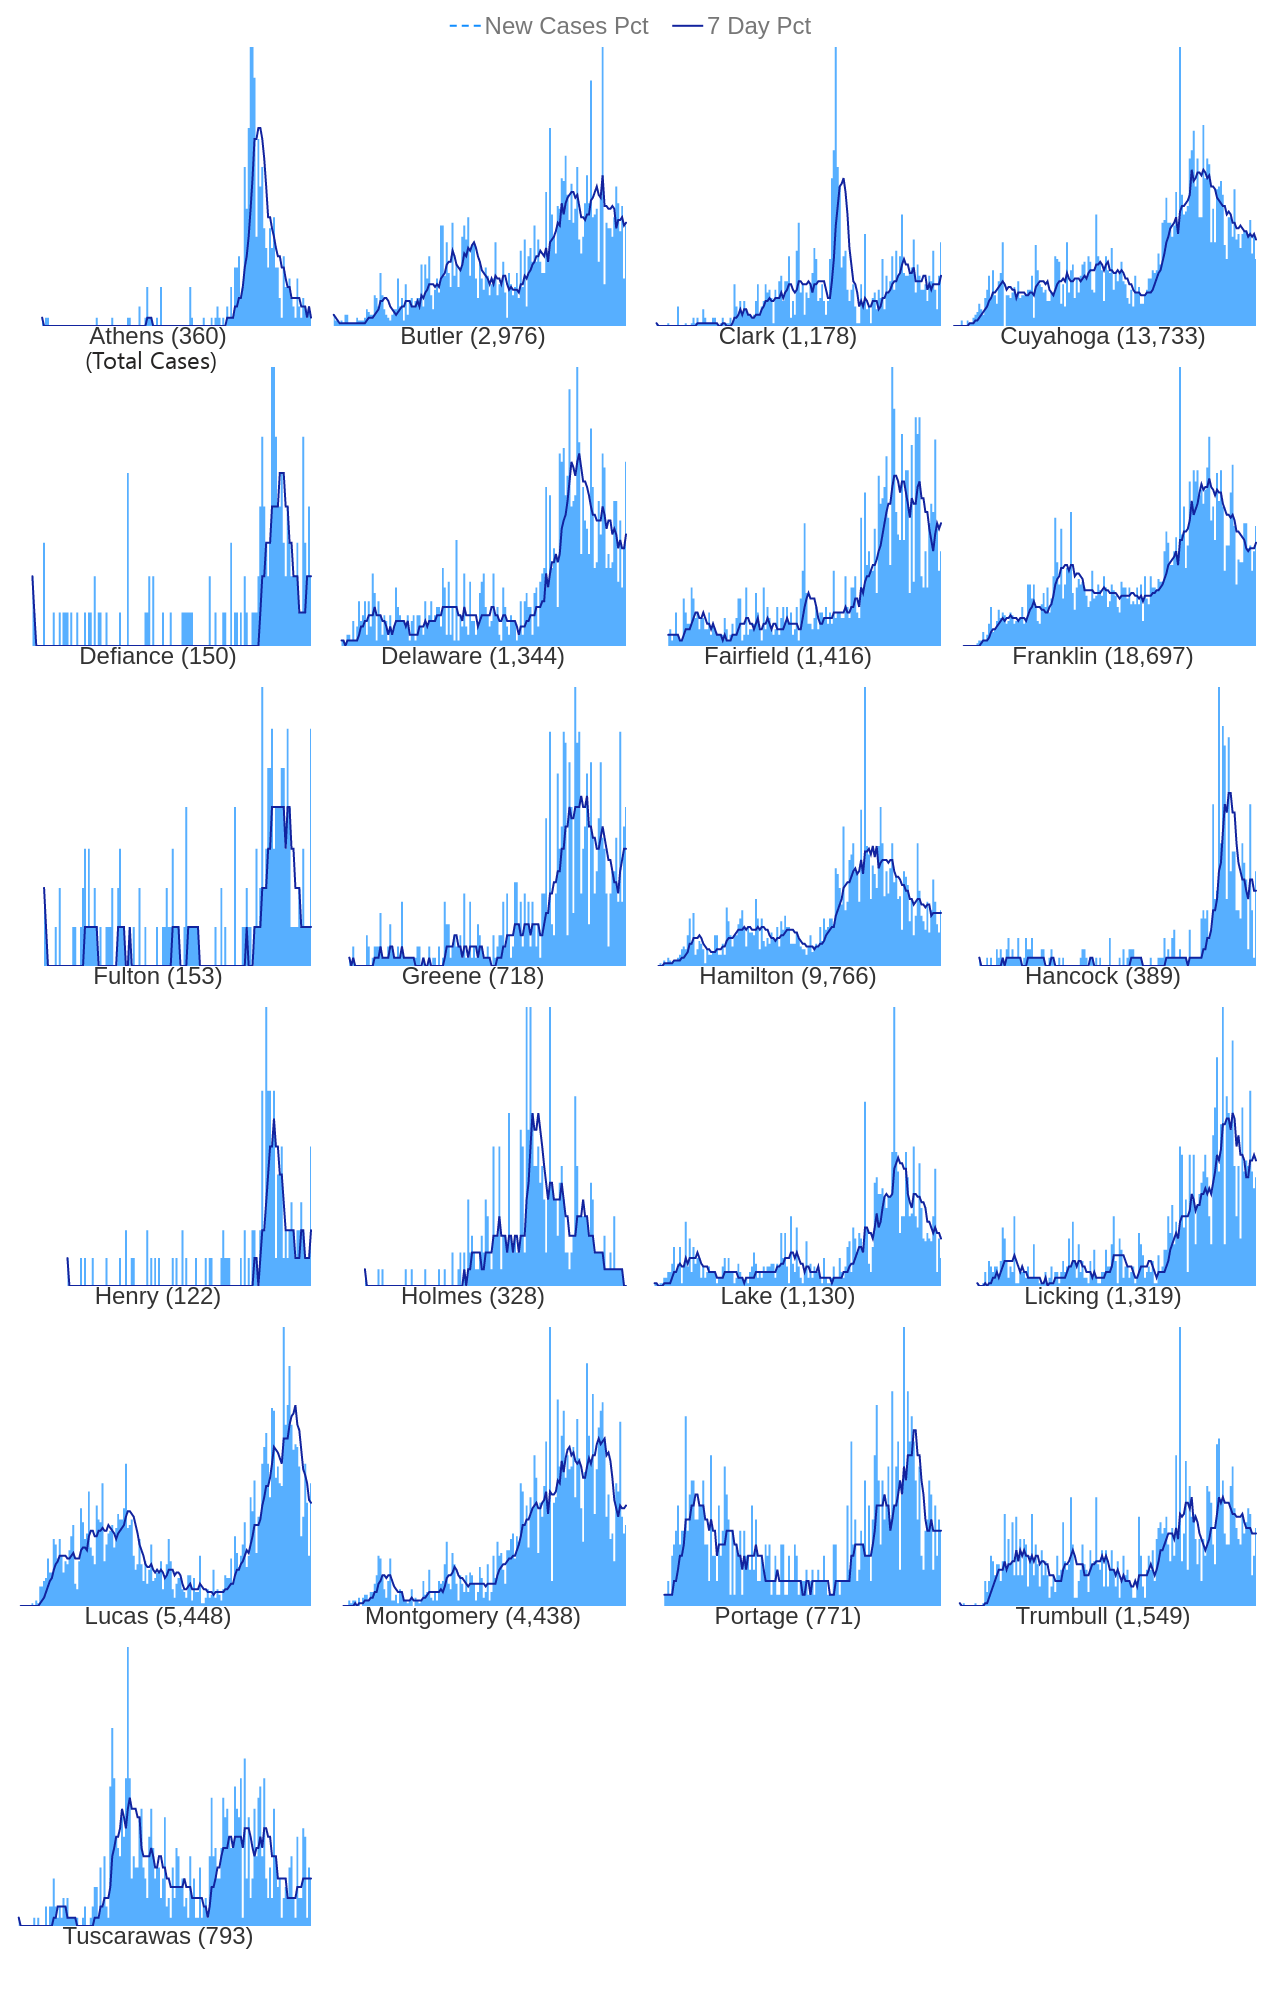 New Cases Pct 7 Day Pct
Athens (360) Butler (2,976) Clark (1,178) Cuyahoga (13,733)
(Total Cases)
Defiance (150) Delaware (1,344) Fairfield (1,416) Franklin (18,697)
Fulton (153) Greene (718) Hamilton (9,766) Hancock (389)
Henry (122) Holmes (328) Lake (1,130) Licking (1,319)
Lucas (5,448) Montgomery (4,438) Portage (771) Trumbull (1,549)
Tuscarawas (793)